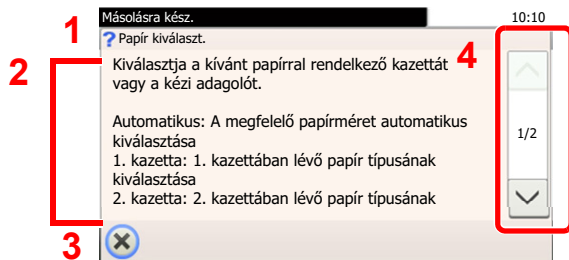 Másolásra kész.
10:10
1
? Papír kiválaszt.
2
4
Kiválasztja a kívánt papírral rendelkező kazettát
vagy a kézi adagolót.
Automatikus: A megfelelő papírméret automatikus
kiválasztása
1/2
1. kazetta: 1. kazettában lévő papír típusának
kiválasztása
2. kazetta: 2. kazettában lévő papír típusának
3